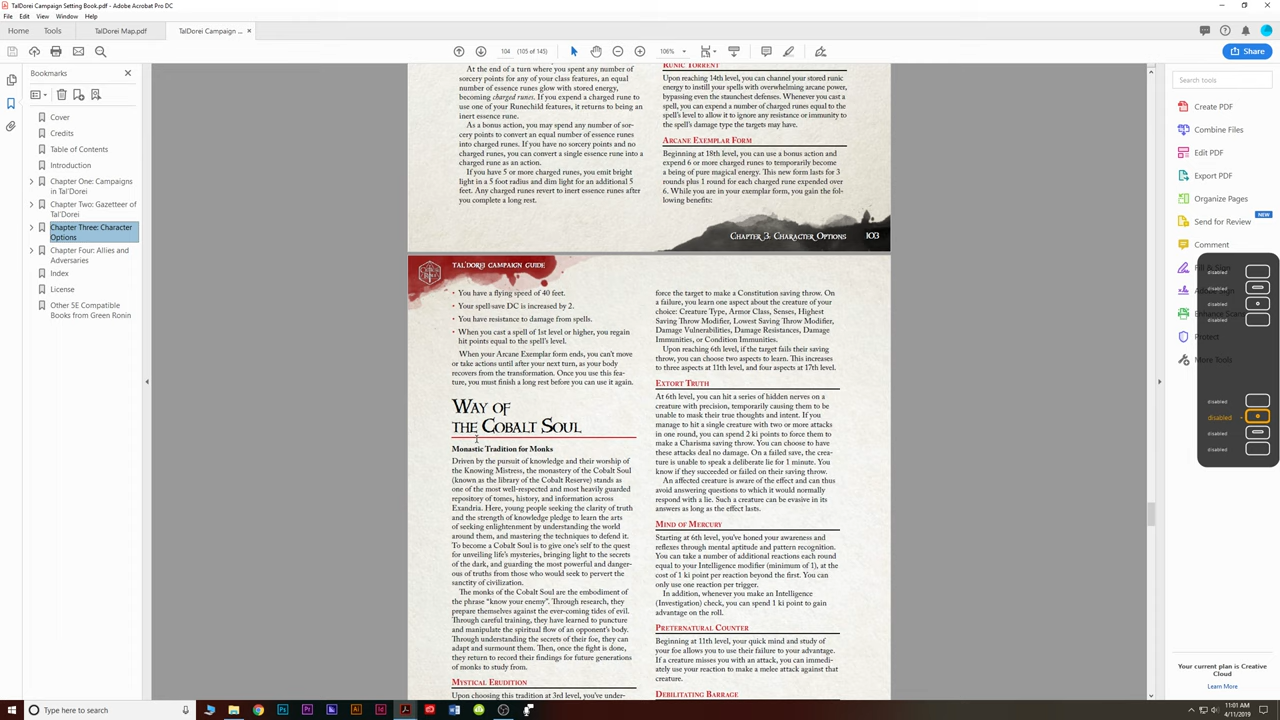 TalDorei Campaign Setting Book.pdf - Adobe Acrobat Pro DC
File Edit View Window Help
Home Tools TalDorei Map.pdf TalDorei Campaign ... ×
104 (105 of 145) 106% Share
Bookmarks
Cover
Credits
Table of Contents
Introduction
Chapter One: Campaigns
in Tal'Dorei
Chapter Two: Gazetteer of
Tal'Dorei
Chapter Three: Character
Options
Chapter Four: Allies and
Adversaries
Index
License
Other 5E Compatible
Books from Green Ronin
At the end of a turn where you spent any number of
sorcery points for any of your class features, an equal
number of essence runes glow with stored energy,
becoming charged runes. If you expend a charged rune to
use one of your Runechild features, it returns to being an
inert essence rune.
As a bonus action, you may spend any number of sor-
cery points to convert an equal number of essence runes
into charged runes. If you have no sorcery points and no
charged runes, you can convert a single essence rune into a
charged rune as an action.
If you have 5 or more charged runes, you emit bright
light in a 5 foot radius and dim light for an additional 5
feet. Any charged runes revert to inert essence runes after
you complete a long rest.
Runic Torrent
Upon reaching 14th level, you can channel your stored runic
energy to instill your spells with overwhelming arcane power,
bypassing even the staunchest defenses. Whenever you cast a
spell, you can expend a number of charged runes equal to the
spell's level to allow it to ignore any resistance or immunity to
the spell's damage type the targets may have.
Arcane Exemplar Form
Beginning at 18th level, you can use a bonus action and
expend 6 or more charged runes to temporarily become
a being of pure magical energy. This new form lasts for 3
rounds plus 1 round for each charged rune expended over
6. While you are in your exemplar form, you gain the fol-
lowing benefits:
Chapter 3: Character Options 103
Tal'Dorei Campaign Guide
• You have a flying speed of 40 feet.
• Your spell save DC is increased by 2.
• You have resistance to damage from spells.
• When you cast a spell of 1st level or higher, you regain
hit points equal to the spell's level.
When your Arcane Exemplar form ends, you can't move
or take actions until after your next turn, as your body
recovers from the transformation. Once you use this fea-
ture, you must finish a long rest before you can use it again.
Way of
the Cobalt Soul
Monastic Tradition for Monks
Driven by the pursuit of knowledge and their worship of
the Knowing Mistress, the monastery of the Cobalt Soul
(known as the library of the Cobalt Reserve) stands as
one of the most well-respected and most heavily guarded
repository of tomes, history, and information across
Exandria. Here, young people seeking the clarity of truth
and the strength of knowledge pledge to learn the arts
of seeking enlightenment by understanding the world
around them, and mastering the techniques to defend it.
To become a Cobalt Soul is to give one's self to the quest
for unveiling life's mysteries, bringing light to the secrets
of the dark, and guarding the most powerful and danger-
ous of truths from those who would seek to pervert the
sanctity of civilization.
The monks of the Cobalt Soul are the embodiment of
the phrase "know your enemy". Through research, they
prepare themselves against the ever-coming tides of evil.
Through careful training, they have learned to puncture
and manipulate the spiritual flow of an opponent's body.
Through understanding the secrets of their foe, they can
adapt and surmount them. Then, once the fight is done,
they return to record their findings for future generations
of monks to study from.
Mystical Erudition
Upon choosing this tradition at 3rd level, you've under-
force the target to make a Constitution saving throw. On
a failure, you learn one aspect about the creature of your
choice: Creature Type, Armor Class, Senses, Highest
Saving Throw Modifier, Lowest Saving Throw Modifier,
Damage Vulnerabilities, Damage Resistances, Damage
Immunities, or Condition Immunities.
Upon reaching 6th level, if the target fails their saving
throw, you can choose two aspects to learn. This increases
to three aspects at 11th level, and four aspects at 17th level.
Extort Truth
At 6th level, you can hit a series of hidden nerves on a
creature with precision, temporarily causing them to be
unable to mask their true thoughts and intent. If you
manage to hit a single creature with two or more attacks
in one round, you can spend 2 ki points to force them to
make a Charisma saving throw. You can choose to have
these attacks deal no damage. On a failed save, the crea-
ture is unable to speak a deliberate lie for 1 minute. You
know if they succeeded or failed on their saving throw.
An affected creature is aware of the effect and can thus
avoid answering questions to which it would normally
respond with a lie. Such a creature can be evasive in its
answers as long as the effect lasts.
Mind of Mercury
Starting at 6th level, you've honed your awareness and
reflexes through mental aptitude and pattern recognition.
You can take a number of additional reactions each round
equal to your Intelligence modifier (minimum of 1), at the
cost of 1 ki point per reaction beyond the first. You can
only use one reaction per trigger.
In addition, whenever you make an Intelligence
(Investigation) check, you can spend 1 ki point to gain
advantage on the roll.
Preternatural Counter
Beginning at 11th level, your quick mind and study of
your foe allows you to use their failure to your advantage.
If a creature misses you with an attack, you can immedi-
ately use your reaction to make a melee attack against that
creature.
Debilitating Barrage
Search tools
Create PDF
Combine Files
Edit PDF
Export PDF
Organize Pages
Send for Review NEW
Comment
Protect
More Tools
disabled
disabled
disabled
disabled
disabled
disabled
disabled
disabled
Your current plan is Creative
Cloud
Learn More
Type here to search
11:01 AM
4/11/2019